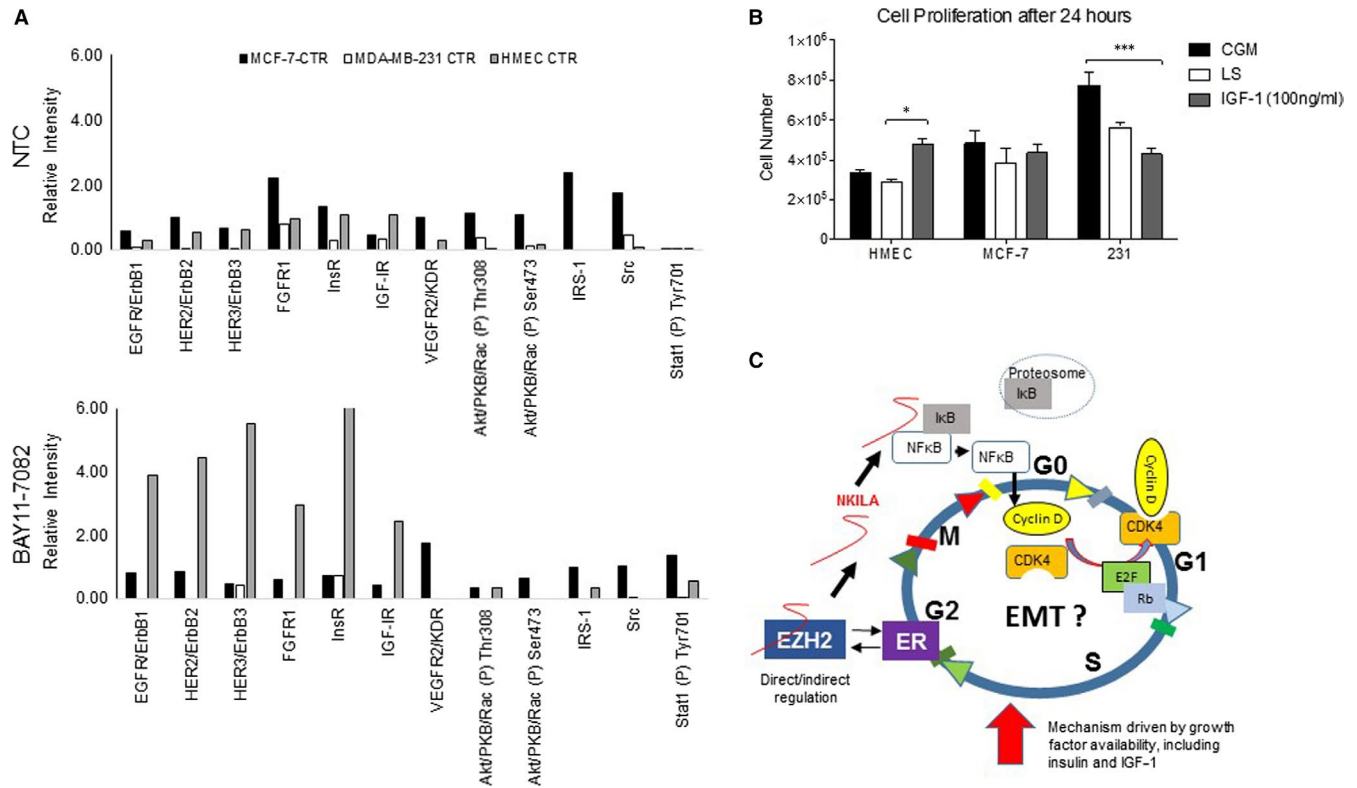 A
6.00
4.00
2.00
0.00
NTC
Relative Intensity
MCF-7-CTR
MDA-MB-231 CTR
HMEC CTR
EGFR/ErbB1
HER2/ErbB2
HER3/ErbB3
FGFR1
InsR
IGF-IR
VEGFR2/KDR
Akt/PKB/Rac (P) Thr308
Akt/PKB/Rac (P) Ser473
IRS-1
Src
Stat1 (P) Tyr701
6.00
4.00
2.00
0.00
BAY11-7082
Relative Intensity
EGFR/ErbB1
HER2/ErbB2
HER3/ErbB3
FGFR1
InsR
IGF-IR
VEGFR2/KDR
Akt/PKB/Rac (P) Thr308
Akt/PKB/Rac (P) Ser473
IRS-1
Src
Stat1 (P) Tyr701
B
Cell Proliferation after 24 hours
1×10⁶
8×10⁵
6×10⁵
4×10⁵
2×10⁵
0
Cell Number
*
***
CGM
LS
IGF-1 (100ng/ml)
HMEC
MCF-7
231
C
Proteosome
IκB
IκB
NFκB
NFκB
G0
Cyclin D
NKILA
Cyclin D
CDK4
M
CDK4
G1
E2F
Rb
G2
EMT ?
EZH2
ER
S
Direct/indirect
regulation
Mechanism driven by growth
factor availability, including
insulin and IGF-1